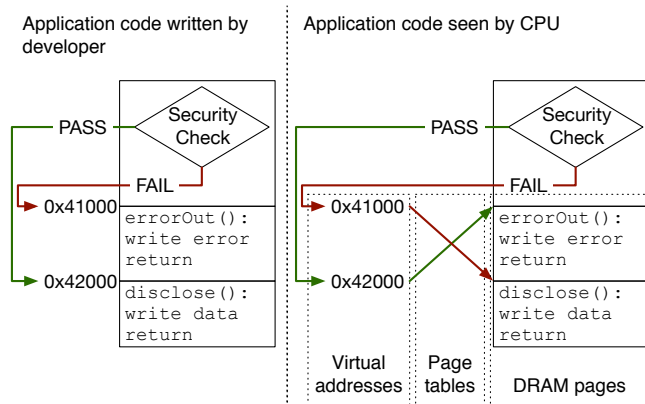 Application code written by
developer
Security
Check
PASS
FAIL
0x41000
errorOut():
write error
return
0x42000
disclose():
write data
return
Application code seen by CPU
Security
Check
PASS
FAIL
0x41000
errorOut():
write error
return
0x42000
disclose():
write data
return
Virtual
addresses
Page
tables
DRAM pages